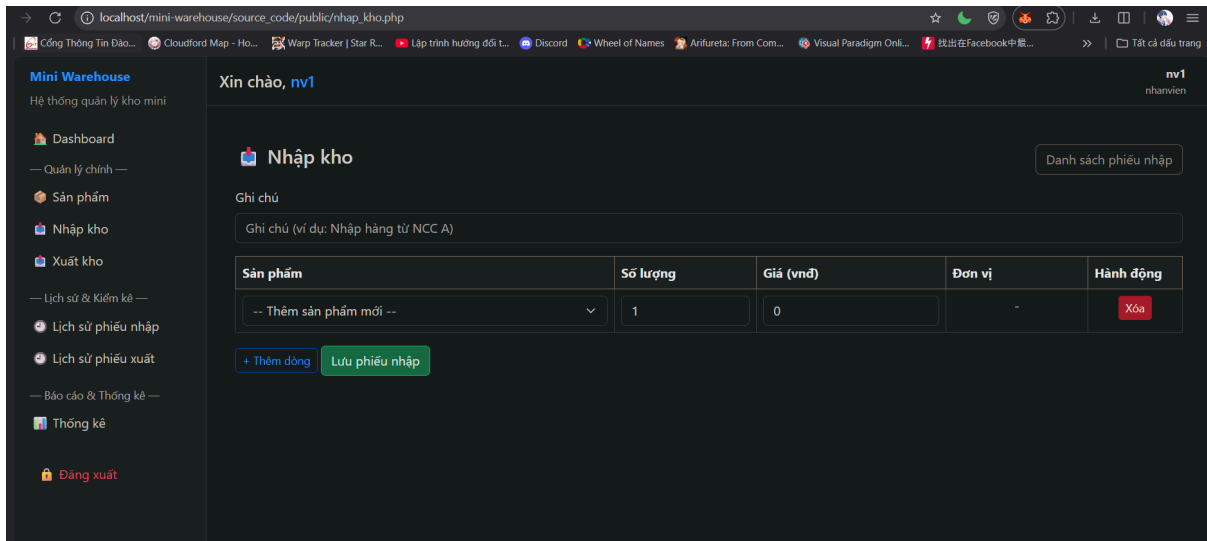 localhost/mini-warehouse/source_code/public/nhap_kho.php
Cổng Thông Tin Đào... Cloudford Map - Ho... Warp Tracker | Star R... Lập trình hướng đối t... Discord Wheel of Names Arifureta: From Com... Visual Paradigm Onli... 找出在Facebook中最... Tất cả dấu trang
Mini Warehouse
Hệ thống quản lý kho mini
Dashboard
— Quản lý chính —
Sản phẩm
Nhập kho
Xuất kho
— Lịch sử & Kiểm kê —
Lịch sử phiếu nhập
Lịch sử phiếu xuất
— Báo cáo & Thống kê —
Thống kê
Đăng xuất
Xin chào, nv1
nv1
nhanvien
Nhập kho
Danh sách phiếu nhập
Ghi chú
Ghi chú (ví dụ: Nhập hàng từ NCC A)
Sản phẩm Số lượng Giá (vnđ) Đơn vị Hành động
-- Thêm sản phẩm mới -- 1 0 - Xóa
+ Thêm dòng Lưu phiếu nhập